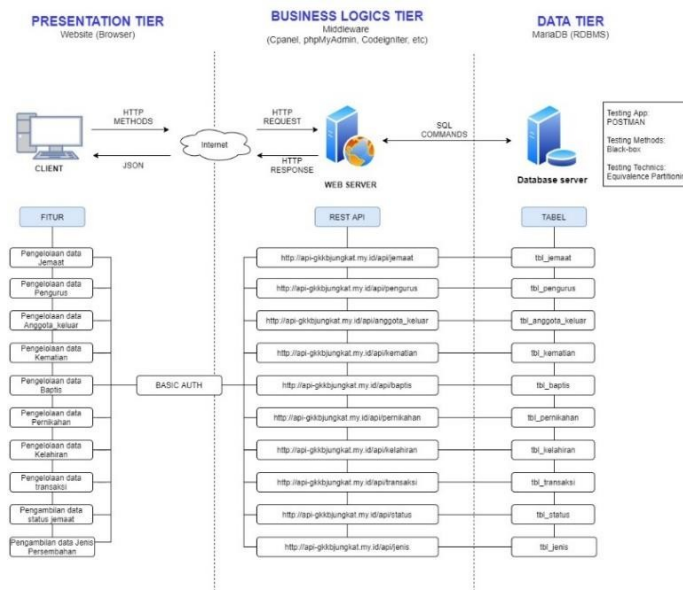 PRESENTATION TIER
Website (Browser)
BUSINESS LOGICS TIER
Middleware
(Cpanel, phpMyAdmin, Codeigniter, etc)
DATA TIER
MariaDB (RDBMS)
HTTP
METHODS
JSON
CLIENT
Internet
HTTP
REQUEST
HTTP
RESPONSE
WEB SERVER
SQL
COMMANDS
Database server
Testing App:
POSTMAN
Testing Methods:
Black-box
Testing Technics:
Equivalence Partitionin
FITUR
REST API
TABEL
Pengelolaan data
Jemaat
http://api-gkkbjungkat.my.id/api/jemaat
tbl_jemaat
Pengelolaan data
Pengurus
http://api-gkkbjungkat.my.id/api/pengurus
tbl_pengurus
Pengelolaan data
Anggota_keluar
http://api-gkkbjungkat.my.id/api/anggota_keluar
tbl_anggota_keluar
Pengelolaan data
Kematian
http://api-gkkbjungkat.my.id/api/kematian
tbl_kematian
Pengelolaan data
Baptis
BASIC AUTH
http://api-gkkbjungkat.my.id/api/baptis
tbl_baptis
Pengelolaan data
Pernikahan
http://api-gkkbjungkat.my.id/api/pernikahan
tbl_pernikahan
Pengelolaan data
Kelahiran
http://api-gkkbjungkat.my.id/api/kelahiran
tbl_kelahiran
Pengelolaan data
transaksi
http://api-gkkbjungkat.my.id/api/transaksi
tbl_transaksi
Pengambilan data
status jemaat
http://api-gkkbjungkat.my.id/api/status
tbl_status
Pengambilan data Jenis
Persembahan
http://api-gkkbjungkat.my.id/api/jenis
tbl_jenis